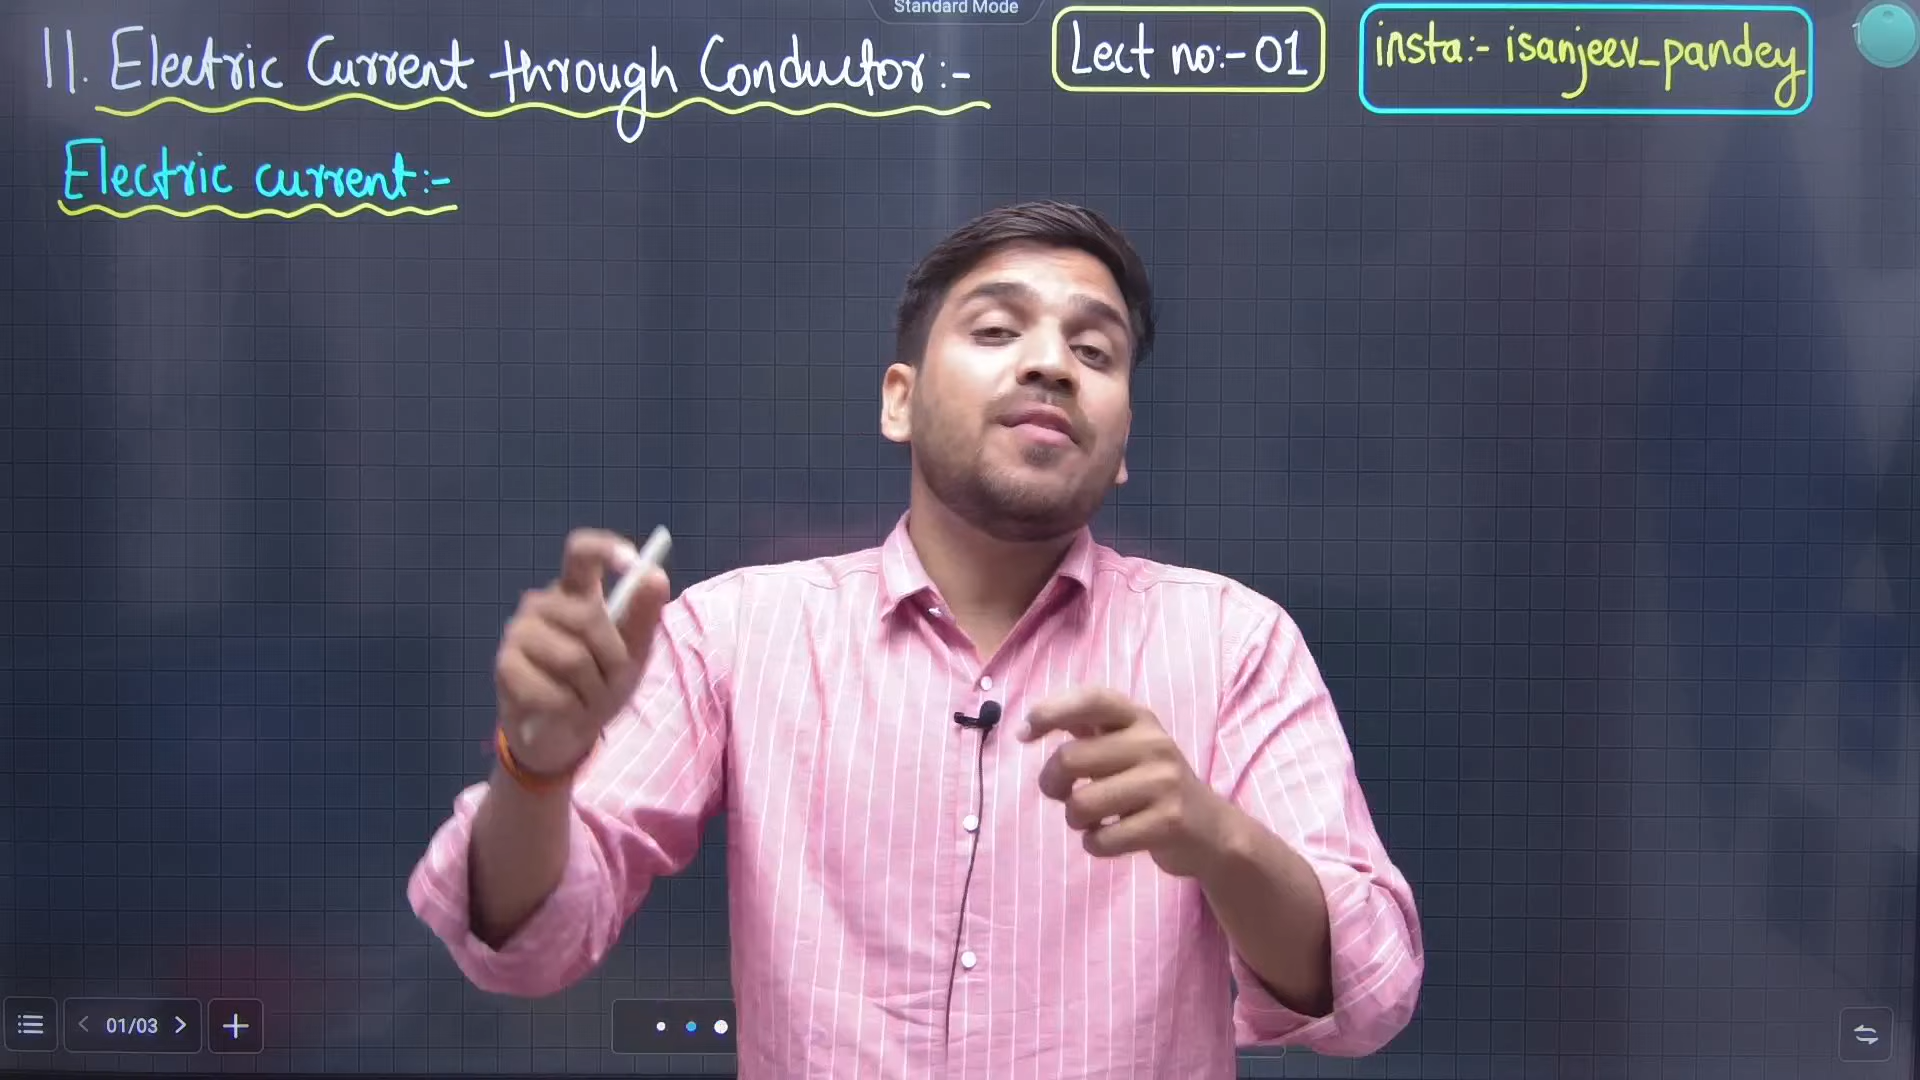 Standard Mode
11. Electric Current through Conductor:-
Lect no:- 01
insta:- isanjeev_pandey
Electric current:-
01/03